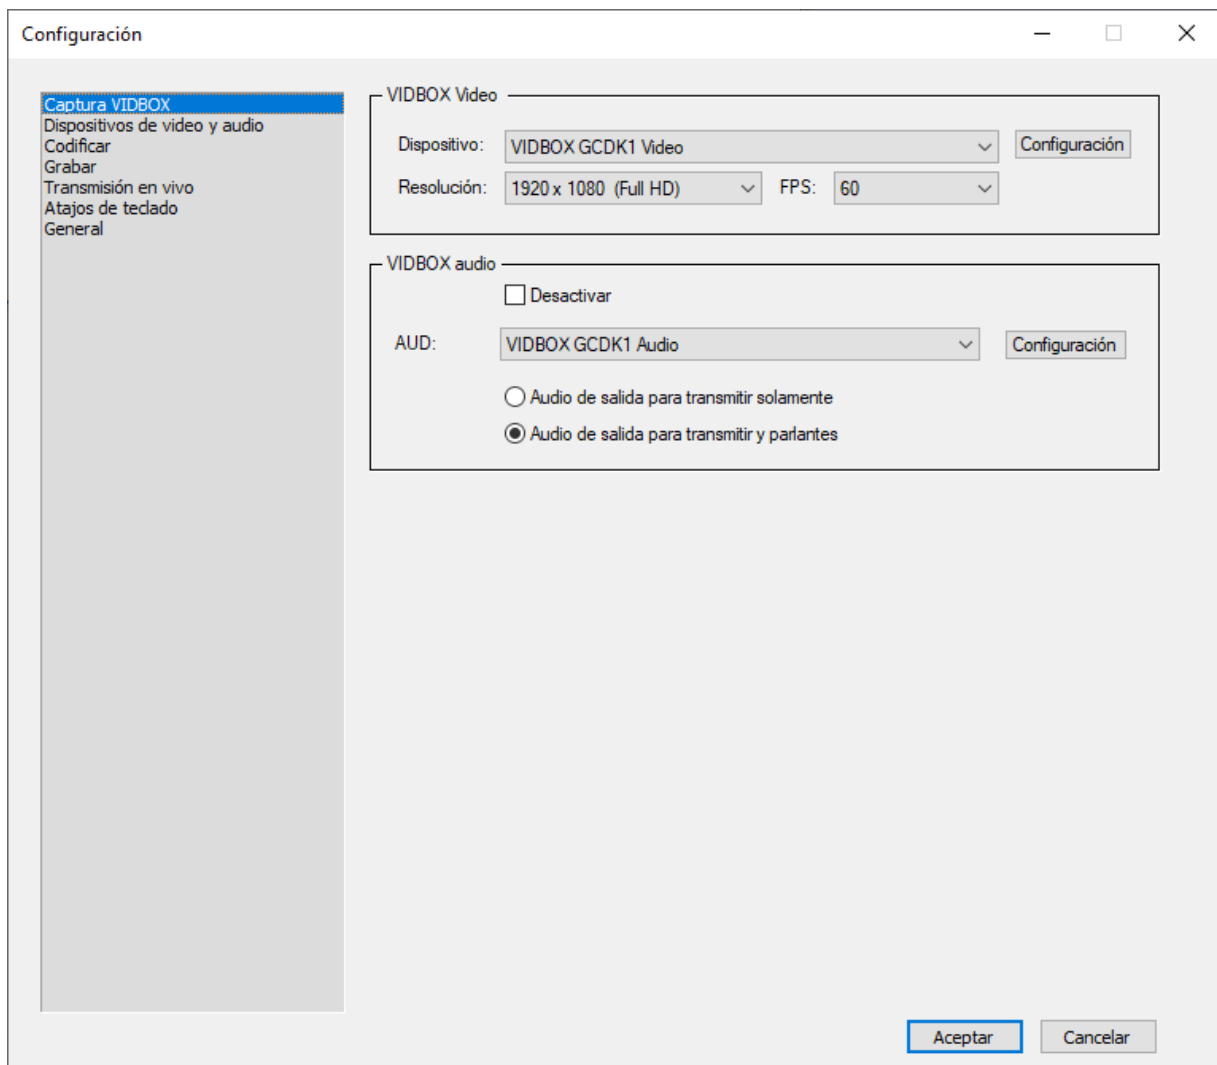 Configuración
Captura VIDBOX
Dispositivos de video y audio
Codificar
Grabar
Transmisión en vivo
Atajos de teclado
General
VIDBOX Video
Dispositivo: VIDBOX GCDK1 Video Configuración
Resolución: 1920 x 1080 (Full HD) FPS: 60
VIDBOX audio
Desactivar
AUD: VIDBOX GCDK1 Audio Configuración
Audio de salida para transmitir solamente
Audio de salida para transmitir y parlantes
Aceptar Cancelar